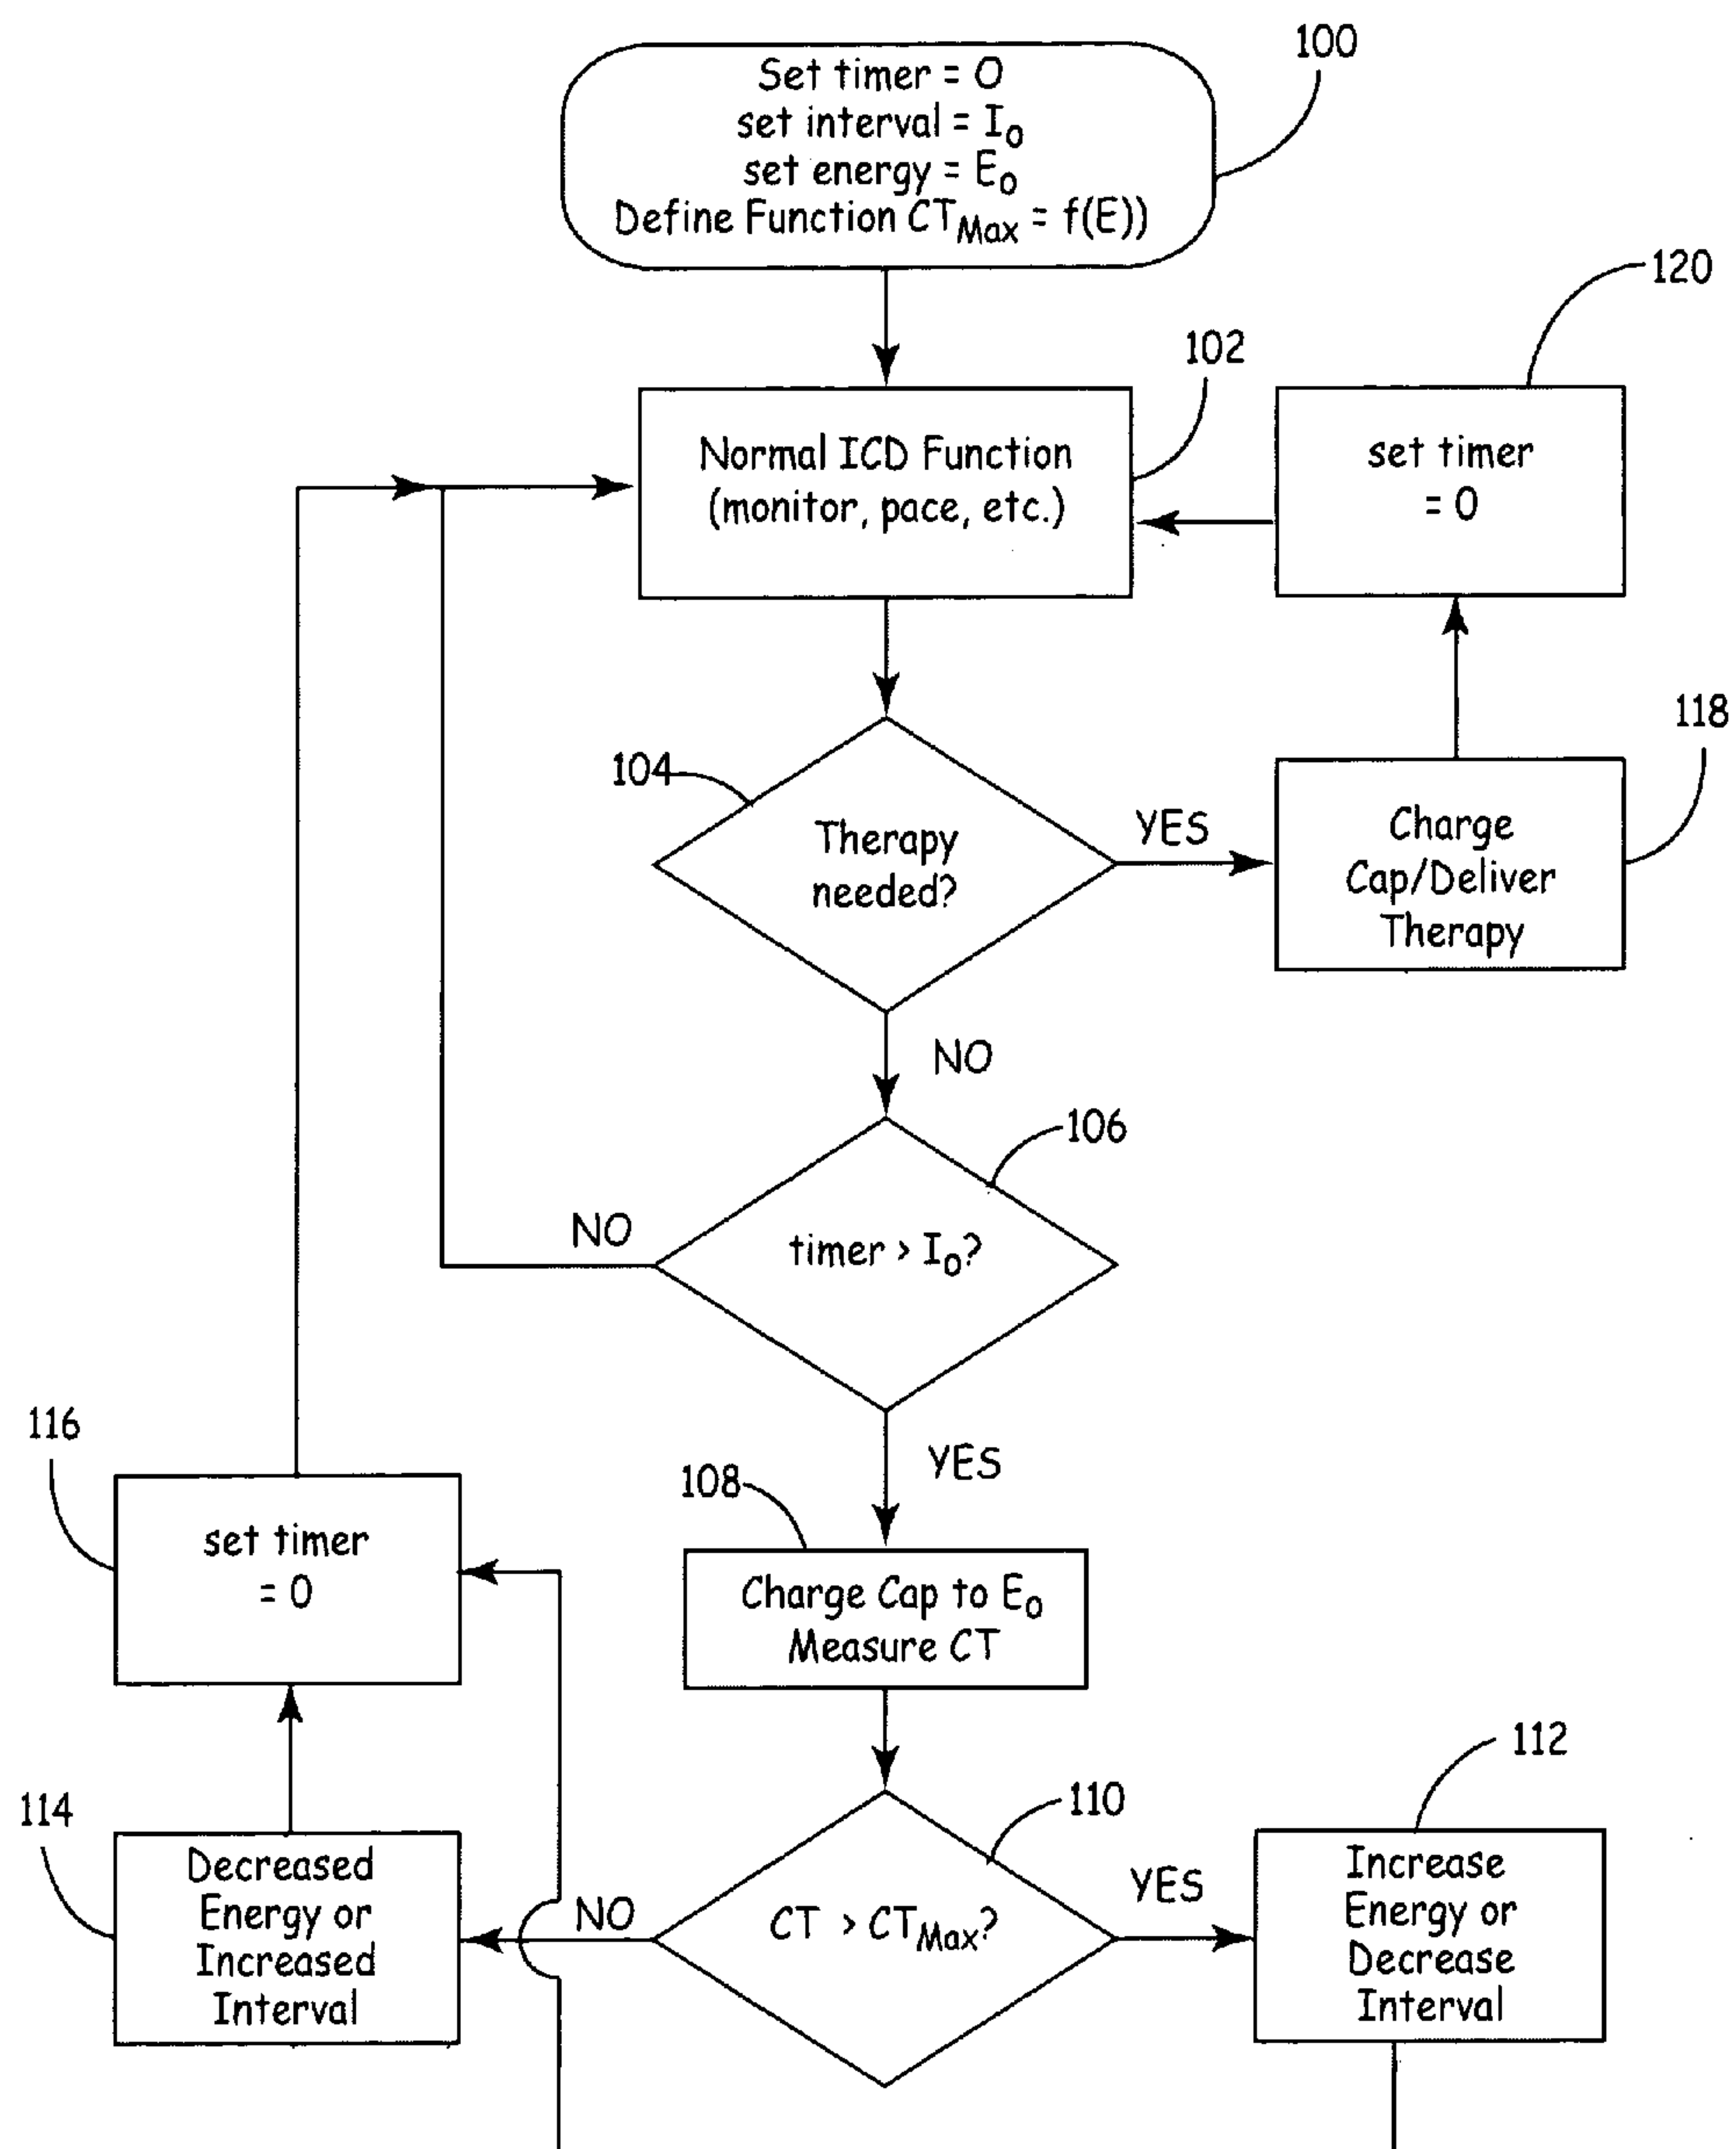 100
Set timer = 0
set interval = I₀
set energy = E₀
Define Function CT_Max = f(E))
120
102
Normal ICD Function
(monitor, pace, etc.)
set timer
= 0
118
104
Therapy
needed?
YES
Charge
Cap/Deliver
Therapy
NO
106
NO
timer > I₀?
116
YES
108
set timer
= 0
Charge Cap to E₀
Measure CT
112
114
110
Decreased
Energy or
Increased
Interval
NO
CT > CT_Max?
YES
Increase
Energy or
Decrease
Interval